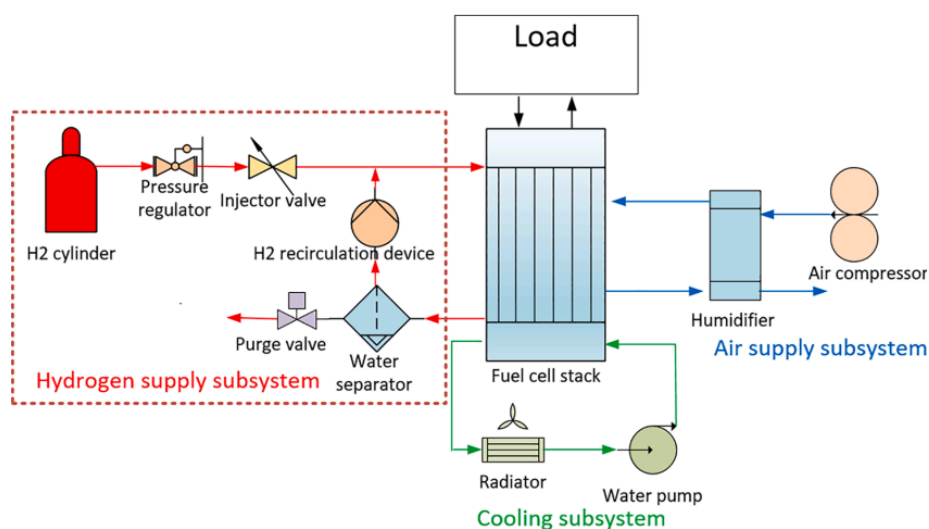 Load
Pressure
regulator
Injector valve
H2 cylinder
H2 recirculation device
Air compressor
Purge valve
Water
separator
Humidifier
Air supply subsystem
Hydrogen supply subsystem
Fuel cell stack
Radiator
Water pump
Cooling subsystem